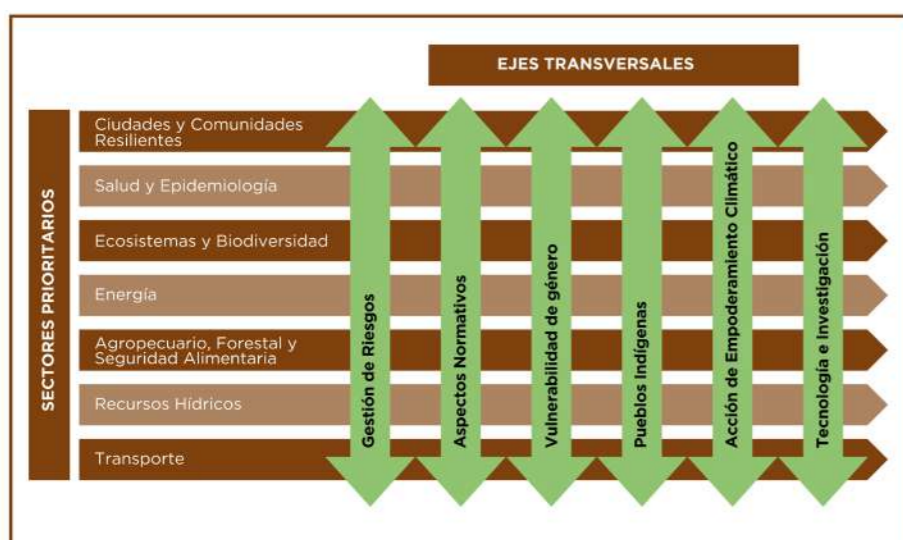 EJES TRANSVERSALES
SECTORES PRIORITARIOS
Ciudades y Comunidades
Resilientes
Salud y Epidemiología
Ecosistemas y Biodiversidad
Energía
Agropecuario, Forestal y
Seguridad Alimentaria
Recursos Hídricos
Transporte
Gestión de Riesgos
Aspectos Normativos
Vulnerabilidad de género
Pueblos Indígenas
Acción de Empoderamiento Climático
Tecnología e Investigación